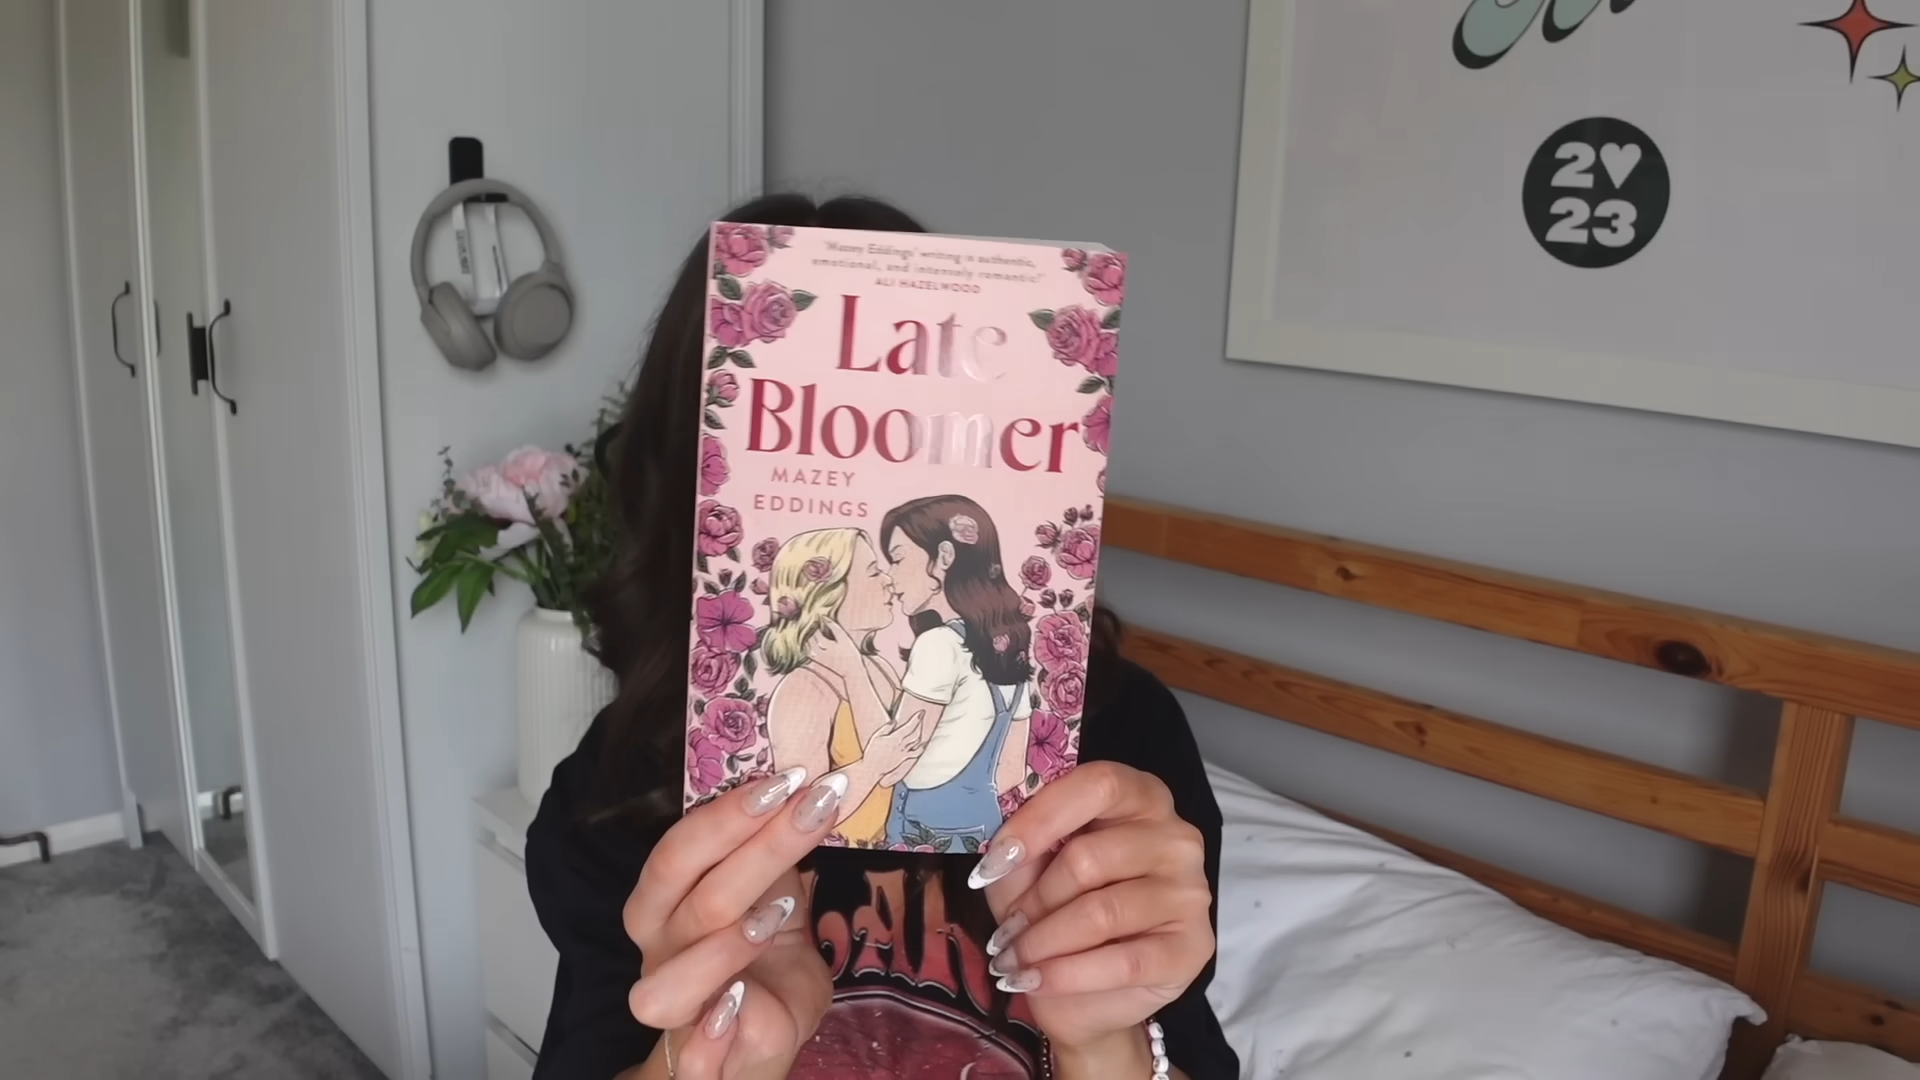 'Mazey Eddings' writing is authentic,
emotional, and intensely romantic!'
ALI HAZELWOOD
Late
Bloomer
MAZEY
EDDINGS
2♥
23